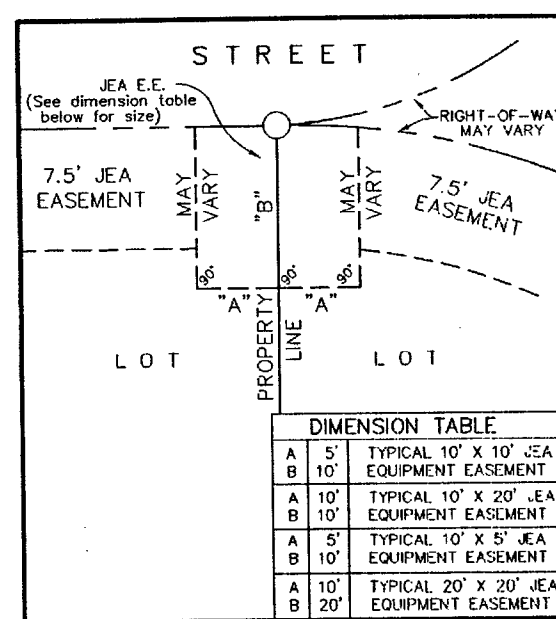 STREET
JEA E.E.
(See dimension table
below for size)
RIGHT-OF-WA
MAY VARY
7.5' JEA
EASEMENT
MAY
VARY
"B"
MAY
VARY
7.5' JEA
EASEMENT
90°
90°
90°
"A"
"A"
PROPERTY
LINE
LOT
LOT
DIMENSION TABLE
A 5' TYPICAL 10' X 10' JEA
B 10' EQUIPMENT EASEMENT
A 10' TYPICAL 10' X 20' JEA
B 10' EQUIPMENT EASEMENT
A 5' TYPICAL 10' X 5' JEA
B 10' EQUIPMENT EASEMENT
A 10' TYPICAL 20' X 20' JEA
B 20' EQUIPMENT EASEMENT